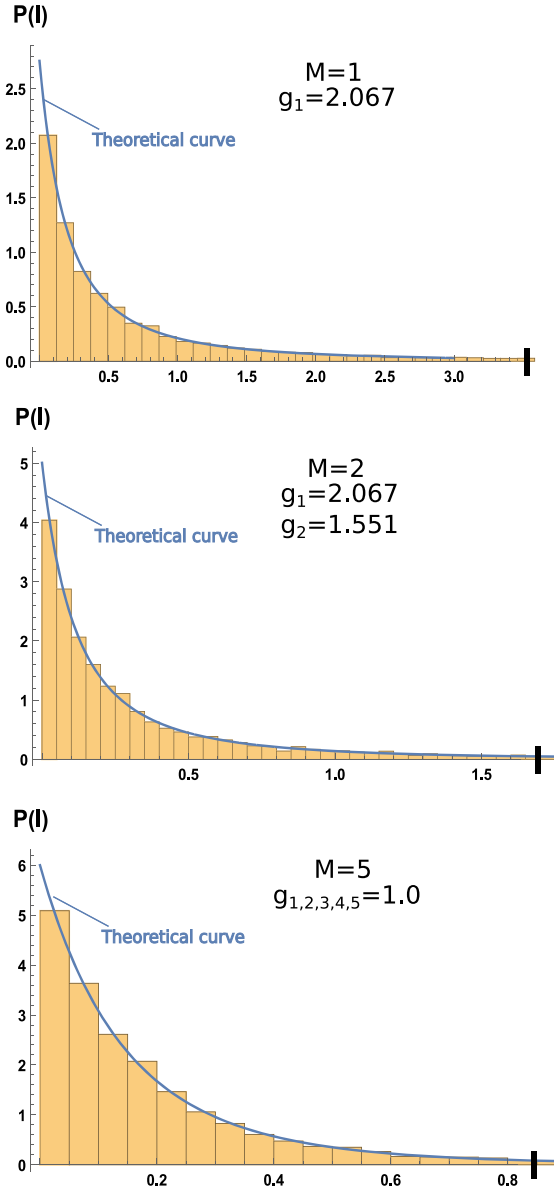 P(I)
M=1
g₁=2.067
Theoretical curve
2.5
2.0
1.5
1.0
0.5
0.0
0.5 1.0 1.5 2.0 2.5 3.0
P(I)
M=2
g₁=2.067
g₂=1.551
Theoretical curve
5
4
3
2
1
0
0.5 1.0 1.5
P(I)
M=5
g₁,₂,₃,₄,₅=1.0
Theoretical curve
6
5
4
3
2
1
0
0.2 0.4 0.6 0.8